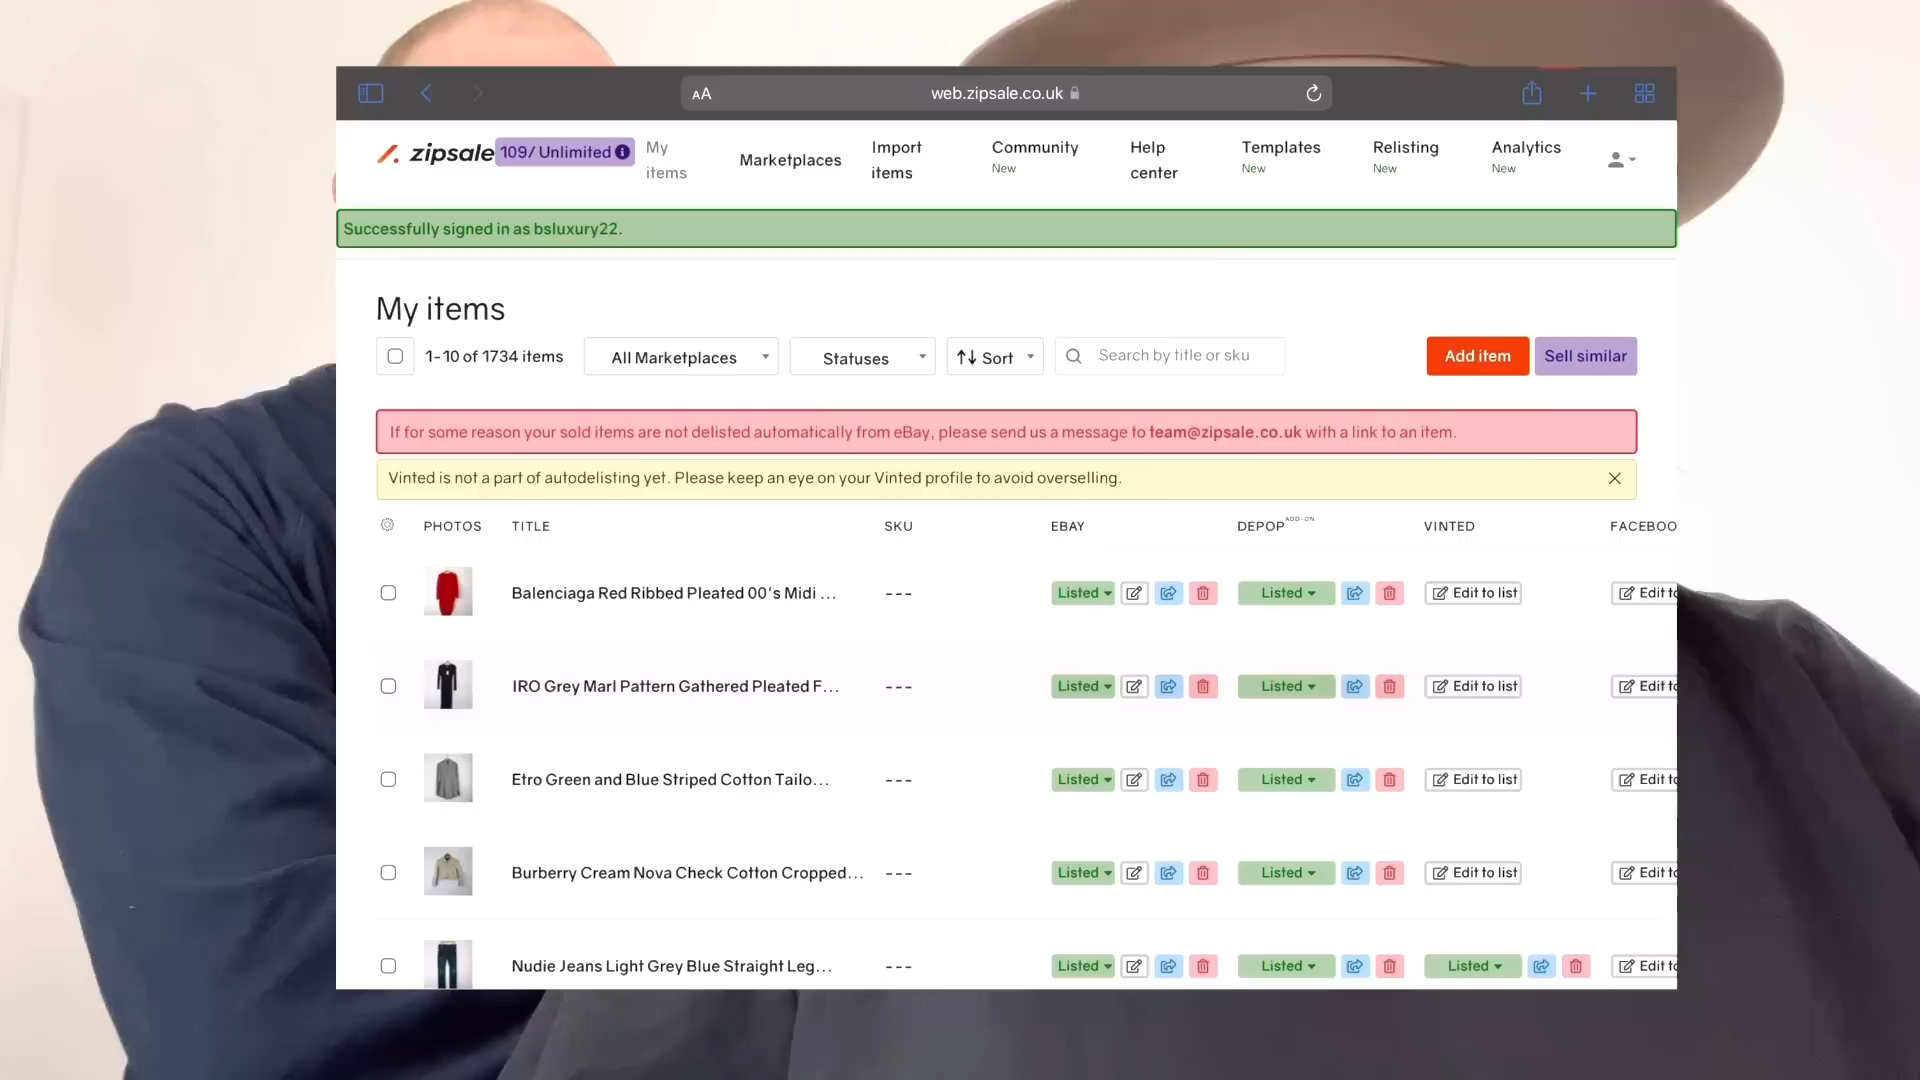 AA web.zipsale.co.uk
zipsale 109/ Unlimited My items Marketplaces Import items Community New Help center Templates New Relisting New Analytics New
Successfully signed in as bsluxury22.
My items
1-10 of 1734 items All Marketplaces Statuses Sort Search by title or sku Add item Sell similar
If for some reason your sold items are not delisted automatically from eBay, please send us a message to team@zipsale.co.uk with a link to an item.
Vinted is not a part of autodelisting yet. Please keep an eye on your Vinted profile to avoid overselling.
PHOTOS TITLE SKU EBAY DEPOP ADD-ON VINTED FACEBOO
Balenciaga Red Ribbed Pleated 00's Midi ... --- Listed Listed Edit to list Edit to
IRO Grey Marl Pattern Gathered Pleated F... --- Listed Listed Edit to list Edit to
Etro Green and Blue Striped Cotton Tailo... --- Listed Listed Edit to list Edit to
Burberry Cream Nova Check Cotton Cropped... --- Listed Listed Edit to list Edit to
Nudie Jeans Light Grey Blue Straight Leg... --- Listed Listed Listed Edit to